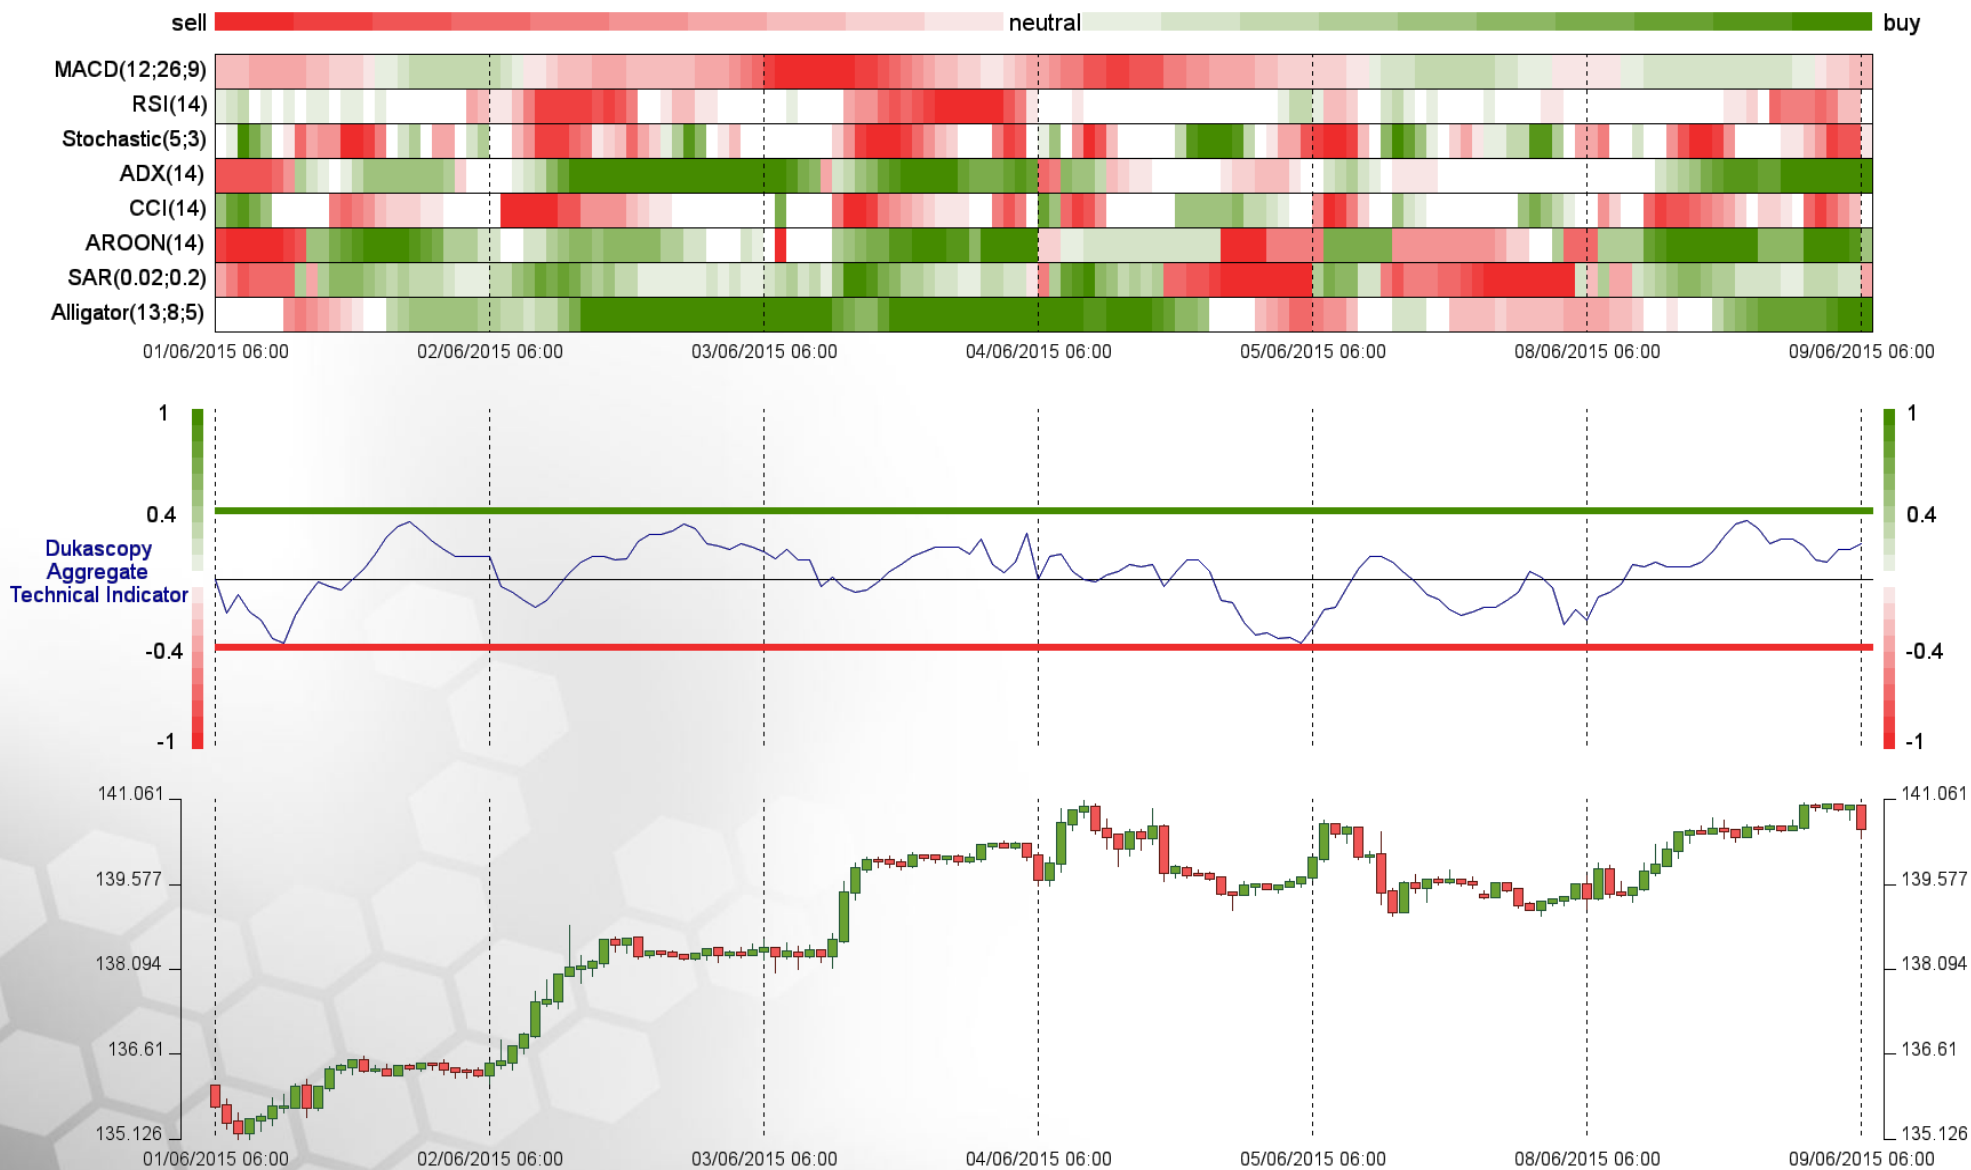 sell neutral buy
MACD(12;26;9)
RSI(14)
Stochastic(5;3)
ADX(14)
CCI(14)
AROON(14)
SAR(0.02;0.2)
Alligator(13;8;5)
01/06/2015 06:00 02/06/2015 06:00 03/06/2015 06:00 04/06/2015 06:00 05/06/2015 06:00 08/06/2015 06:00 09/06/2015 06:00
1 1
0.4 0.4
Dukascopy
Aggregate
Technical Indicator
-0.4 -0.4
-1 -1
141.061 141.061
139.577 139.577
138.094 138.094
136.61 136.61
135.126 135.126
01/06/2015 06:00 02/06/2015 06:00 03/06/2015 06:00 04/06/2015 06:00 05/06/2015 06:00 08/06/2015 06:00 09/06/2015 06:00